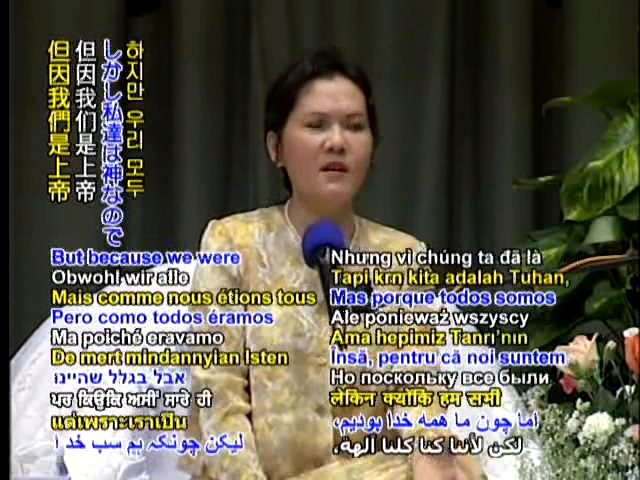 但因我們是上帝
但因我们是上帝
しかし私達は神なので
하지만 우리 모두
But because we were
Obwohl wir alle
Mais comme nous étions tous
Pero como todos éramos
Ma poiché eravamo
De mert mindannyian Isten
אבל בגלל שהיינו
ਪਰ ਕਿਉਂਕਿ ਅਸੀਂ ਸਾਰੇ ਹੀ
แต่เพราะเราเป็น
لیکن چونکہ ہم سب خدا
Nhưng vì chúng ta đã là
Tapi krn kita adalah Tuhan,
Mas porque todos somos
Ale ponieważ wszyscy
Ama hepimiz Tanrı'nın
Însă, pentru că noi suntem
Но поскольку все были
लेकिन क्योंकि हम सभी
اما چون ما همه خدا بودیم،
لكن لأننا كنا كلنا آلهة،